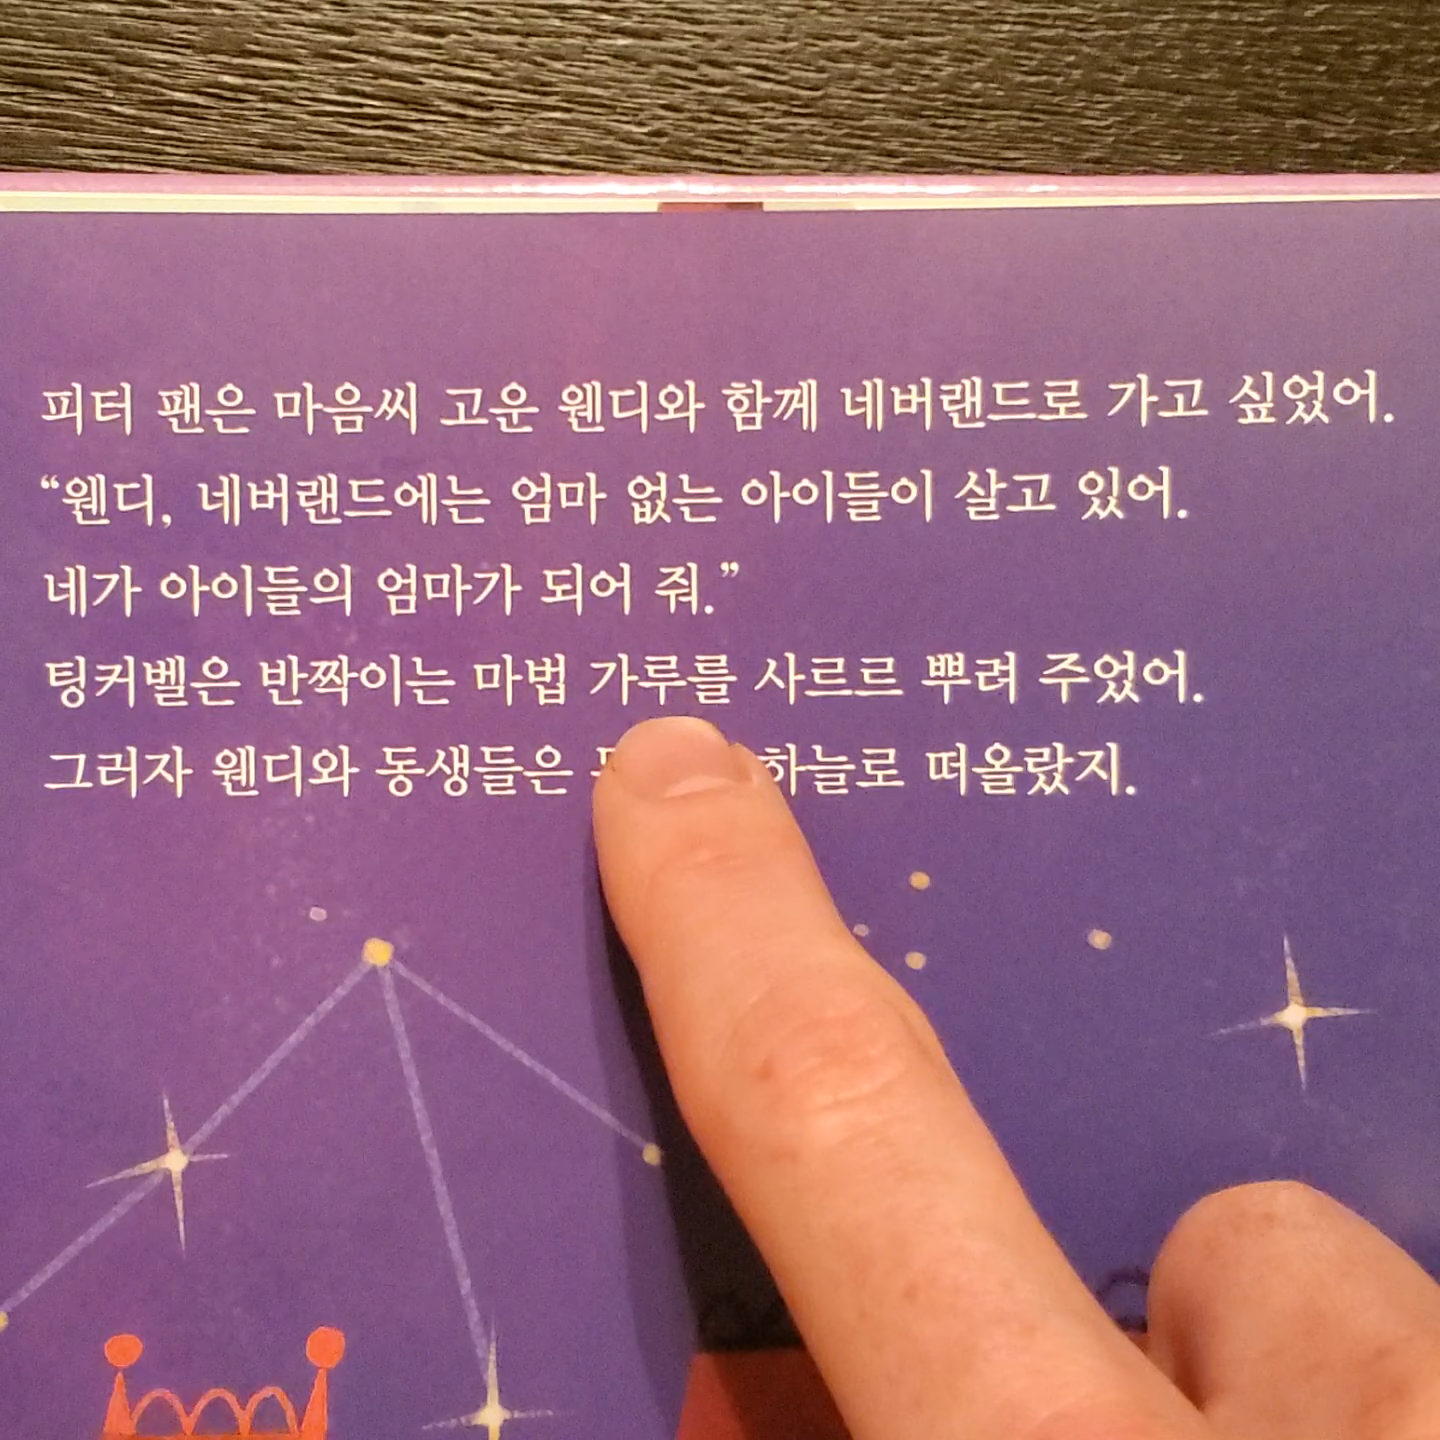 피터 팬은 마음씨 고운 웬디와 함께 네버랜드로 가고 싶었어.
“웬디, 네버랜드에는 엄마 없는 아이들이 살고 있어.
네가 아이들의 엄마가 되어 줘.”
팅커벨은 반짝이는 마법 가루를 사르르 뿌려 주었어.
그러자 웬디와 동생들은 하늘로 떠올랐지.